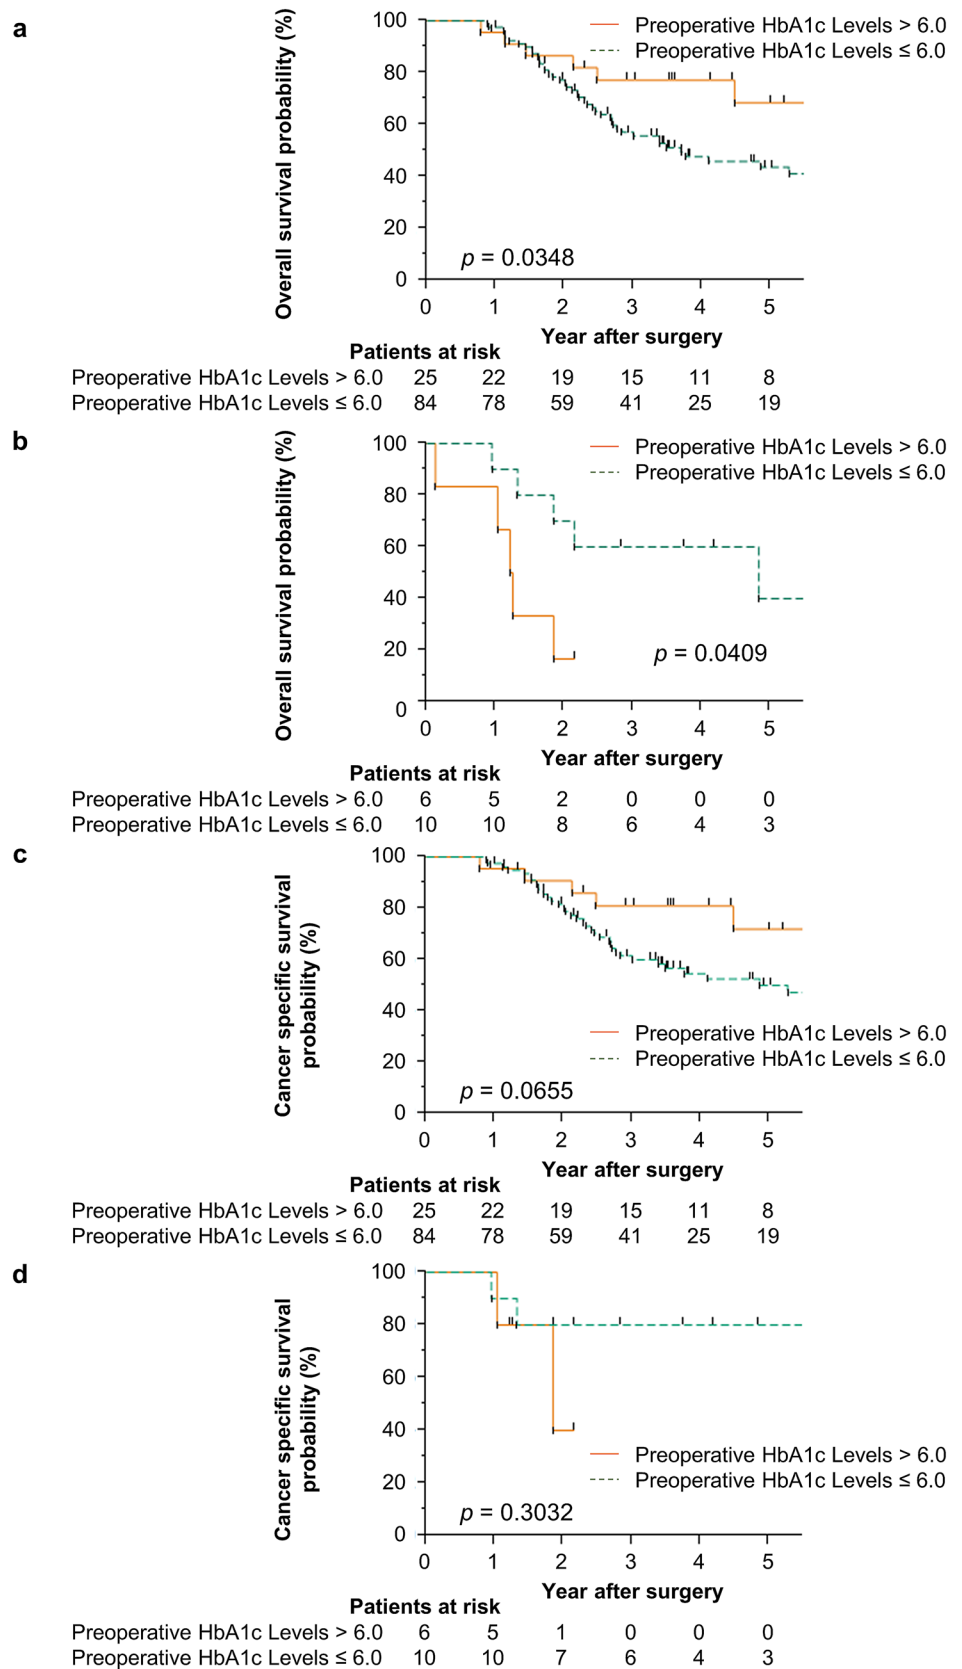 a
Overall survival probability (%)
100
80
60
40
20
0
Preoperative HbA1c Levels > 6.0
Preoperative HbA1c Levels ≤ 6.0
p = 0.0348
0 1 2 3 4 5
Year after surgery
Patients at risk
Preoperative HbA1c Levels > 6.0 25 22 19 15 11 8
Preoperative HbA1c Levels ≤ 6.0 84 78 59 41 25 19
b
Overall survival probability (%)
100
80
60
40
20
0
Preoperative HbA1c Levels > 6.0
Preoperative HbA1c Levels ≤ 6.0
p = 0.0409
0 1 2 3 4 5
Year after surgery
Patients at risk
Preoperative HbA1c Levels > 6.0 6 5 2 0 0 0
Preoperative HbA1c Levels ≤ 6.0 10 10 8 6 4 3
c
Cancer specific survival
probability (%)
100
80
60
40
20
0
Preoperative HbA1c Levels > 6.0
Preoperative HbA1c Levels ≤ 6.0
p = 0.0655
0 1 2 3 4 5
Year after surgery
Patients at risk
Preoperative HbA1c Levels > 6.0 25 22 19 15 11 8
Preoperative HbA1c Levels ≤ 6.0 84 78 59 41 25 19
d
Cancer specific survival
probability (%)
100
80
60
40
20
0
Preoperative HbA1c Levels > 6.0
Preoperative HbA1c Levels ≤ 6.0
p = 0.3032
0 1 2 3 4 5
Year after surgery
Patients at risk
Preoperative HbA1c Levels > 6.0 6 5 1 0 0 0
Preoperative HbA1c Levels ≤ 6.0 10 10 7 6 4 3